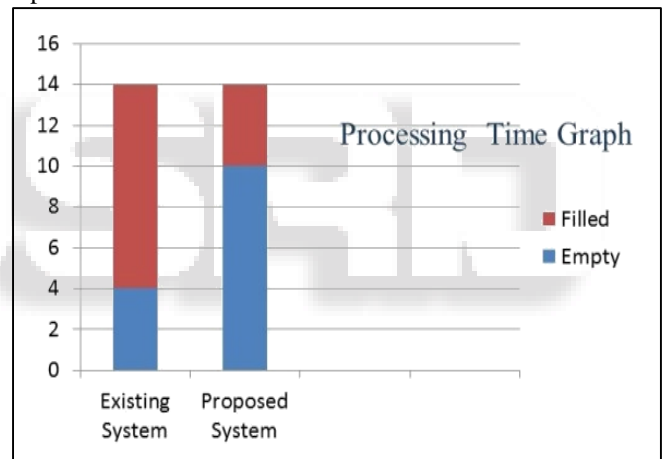 16
14
12
10
8
6
4
2
0
Processing Time Graph
Filled
Empty
Existing System
Proposed System